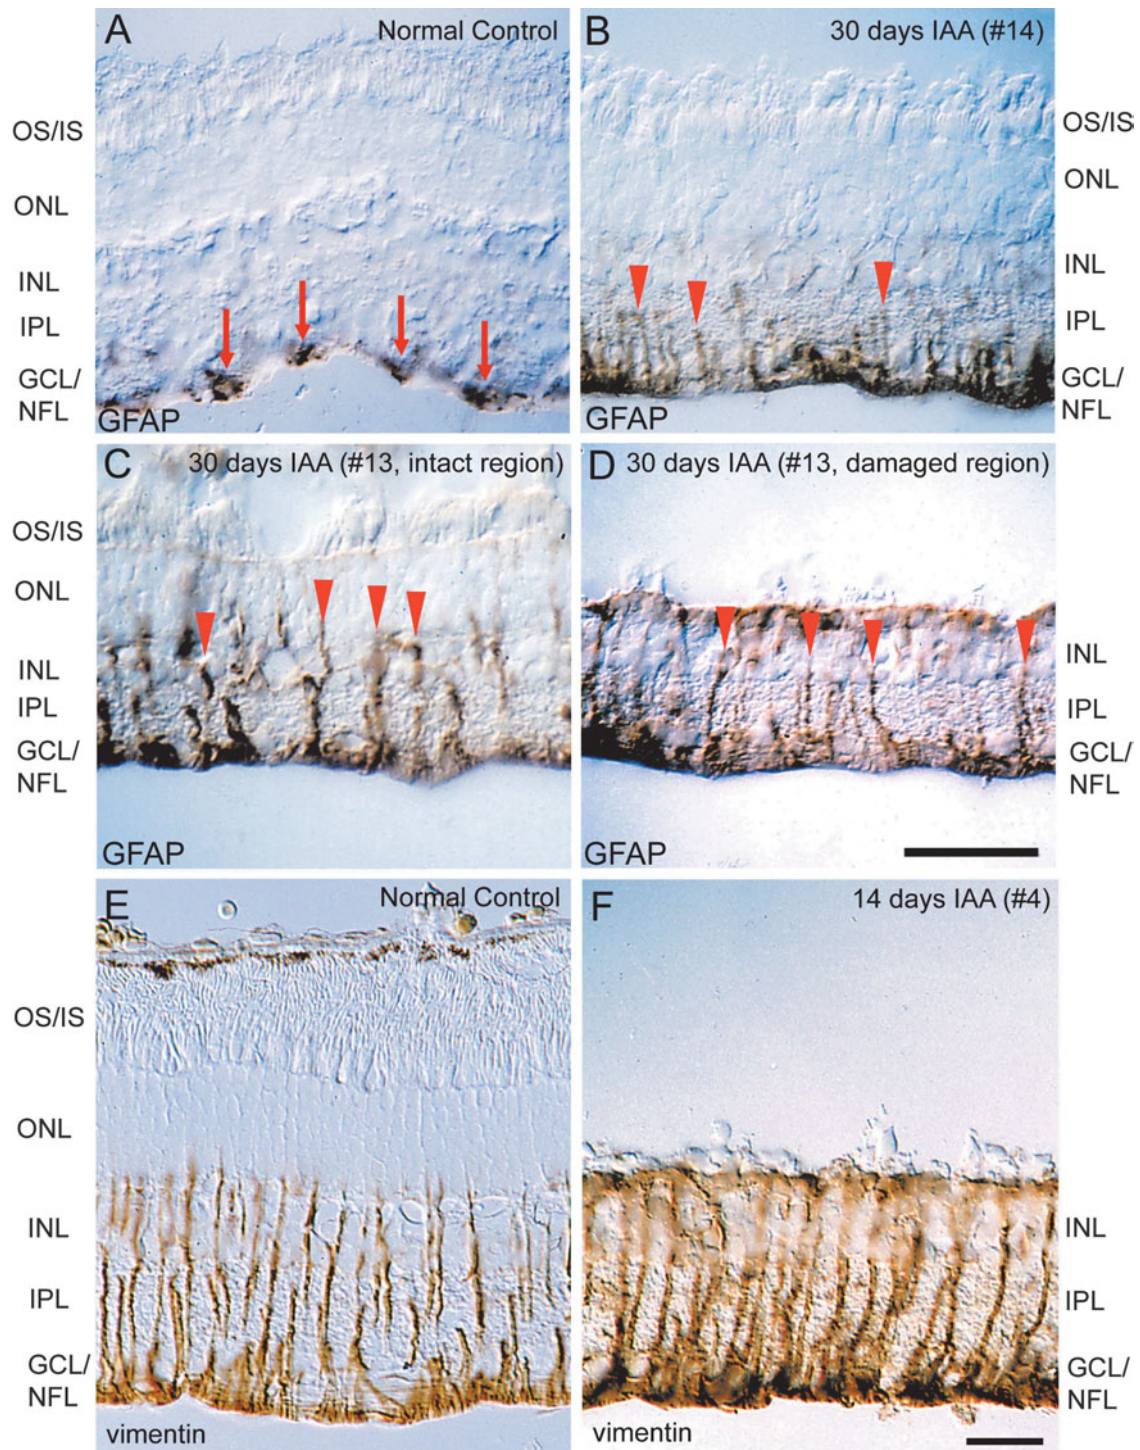 A
Normal Control
OS/IS
ONL
INL
IPL
GCL/
NFL
GFAP
B
30 days IAA (#14)
OS/IS
ONL
INL
IPL
GCL/
NFL
GFAP
C
30 days IAA (#13, intact region)
OS/IS
ONL
INL
IPL
GCL/
NFL
GFAP
D
30 days IAA (#13, damaged region)
INL
IPL
GCL/
NFL
GFAP
E
Normal Control
OS/IS
ONL
INL
IPL
GCL/
NFL
vimentin
F
14 days IAA (#4)
INL
IPL
GCL/
NFL
vimentin